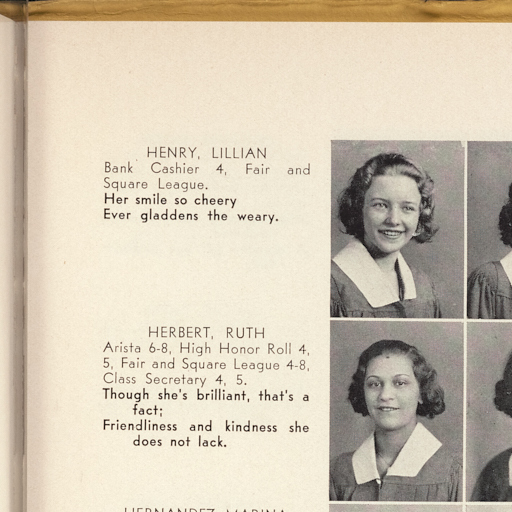 HENRY, LILLIAN
Bank Cashier 4, Fair and
Square League.
Her smile so cheery
Ever gladdens the weary.
HERBERT, RUTH
Arista 6-8, High Honor Roll 4,
5, Fair and Square League 4-8,
Class Secretary 4, 5.
Though she's brilliant, that's a
fact;
Friendliness and kindness she
does not lack.
HERNANDEZ, MARINA